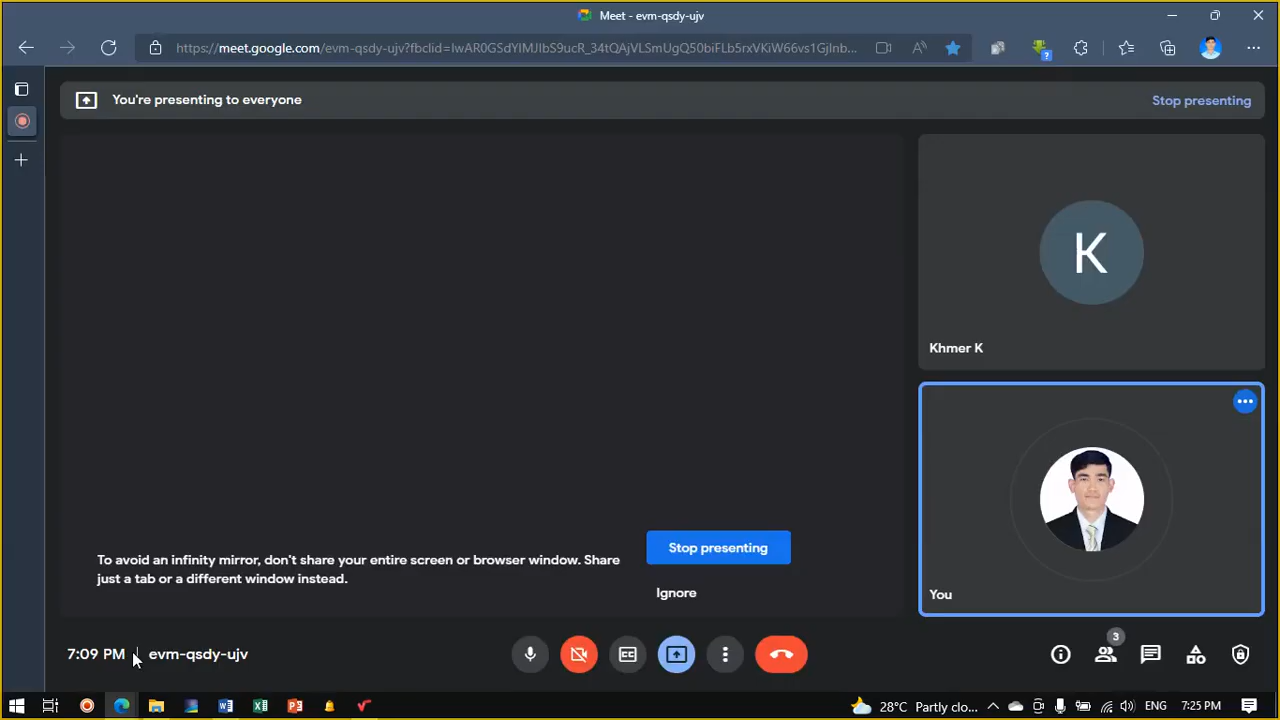 Meet - evm-qsdy-ujv
https://meet.google.com/evm-qsdy-ujv?fbclid=IwAR0GSdYIMJIbS9ucR_34tQAjVLSmUgQ50biFLb5rxVKiW66vs1GjInb...
You're presenting to everyone
Stop presenting
K
Khmer K
To avoid an infinity mirror, don't share your entire screen or browser window. Share
just a tab or a different window instead.
Stop presenting
Ignore
You
7:09 PM | evm-qsdy-ujv
3
28°C Partly clo...
ENG
7:25 PM